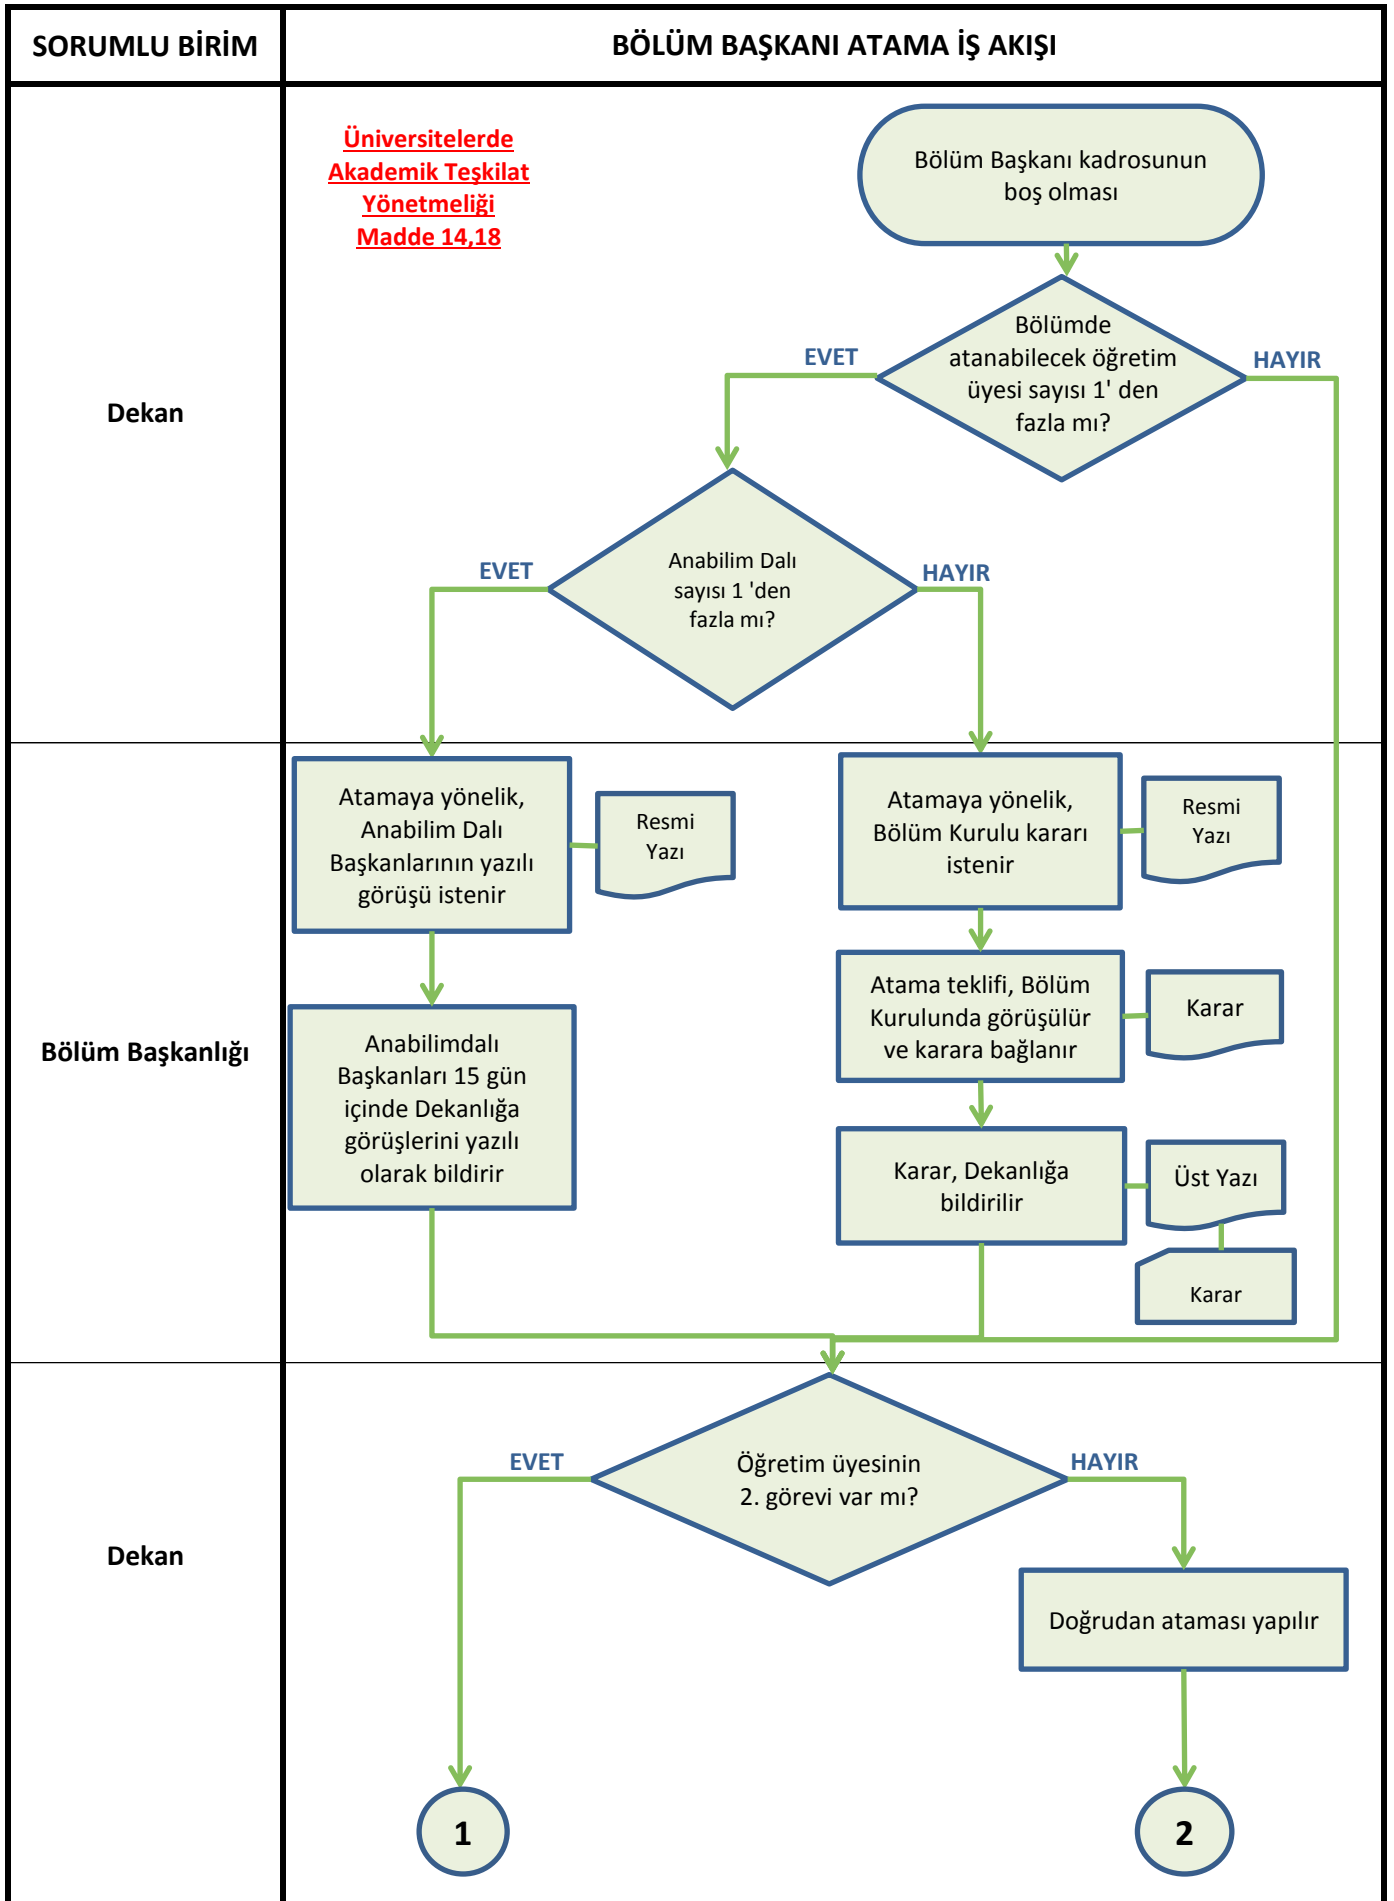 SORUMLU BİRİM
BÖLÜM BAŞKANI ATAMA İŞ AKIŞI
Üniversitelerde
Akademik Teşkilat
Yönetmeliği
Madde 14,18
Bölüm Başkanı kadrosunun
boş olması
Bölümde
atanabilecek öğretim
üyesi sayısı 1' den
fazla mı?
EVET
HAYIR
Dekan
Anabilim Dalı
sayısı 1 'den
fazla mı?
EVET
HAYIR
Atamaya yönelik,
Anabilim Dalı
Başkanlarının yazılı
görüşü istenir
Resmi
Yazı
Atamaya yönelik,
Bölüm Kurulu kararı
istenir
Resmi
Yazı
Bölüm Başkanlığı
Anabilimdalı
Başkanları 15 gün
içinde Dekanlığa
görüşlerini yazılı
olarak bildirir
Atama teklifi, Bölüm
Kurulunda görüşülür
ve karara bağlanır
Karar
Karar, Dekanlığa
bildirilir
Üst Yazı
Karar
Dekan
EVET
Öğretim üyesinin
2. görevi var mı?
HAYIR
Doğrudan ataması yapılır
1
2